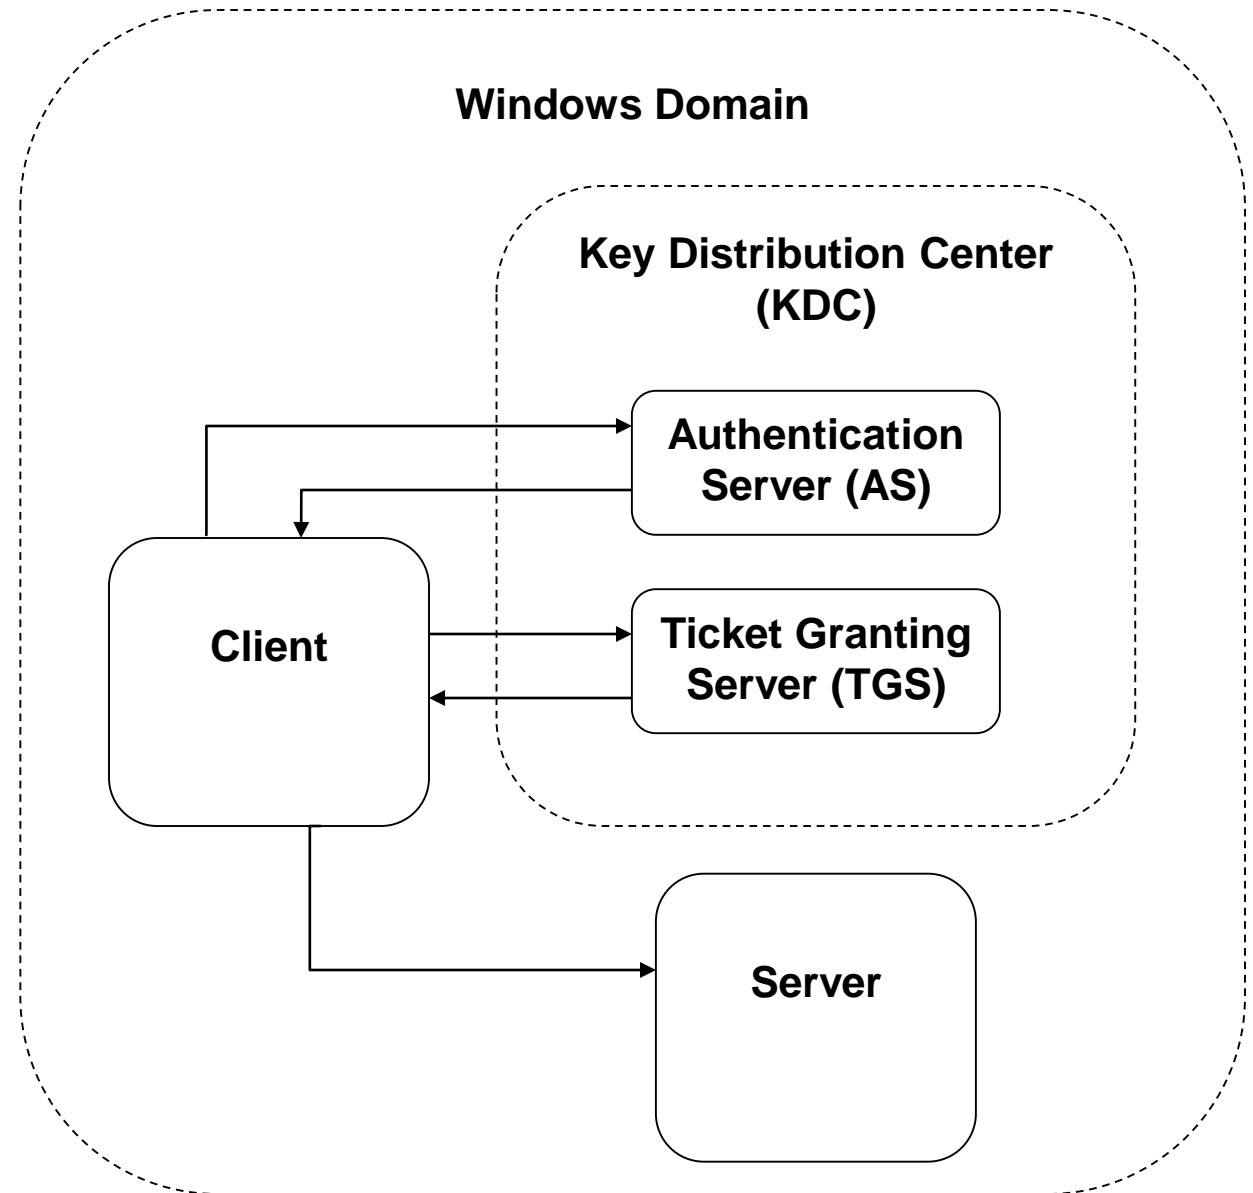 Windows Domain
Key Distribution Center
(KDC)
Authentication
Server (AS)
Client
Ticket Granting
Server (TGS)
Server